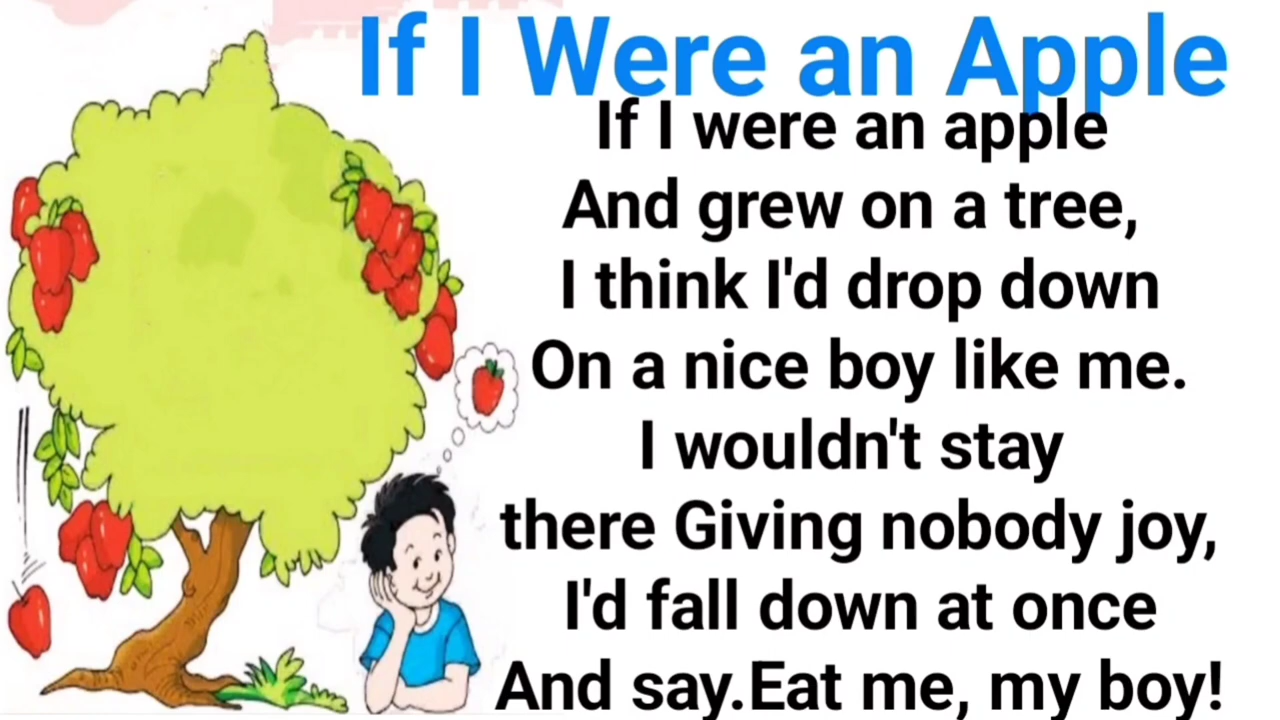 If I Were an Apple
If I were an apple
And grew on a tree,
I think I'd drop down
On a nice boy like me.
I wouldn't stay
there Giving nobody joy,
I'd fall down at once
And say.Eat me, my boy!